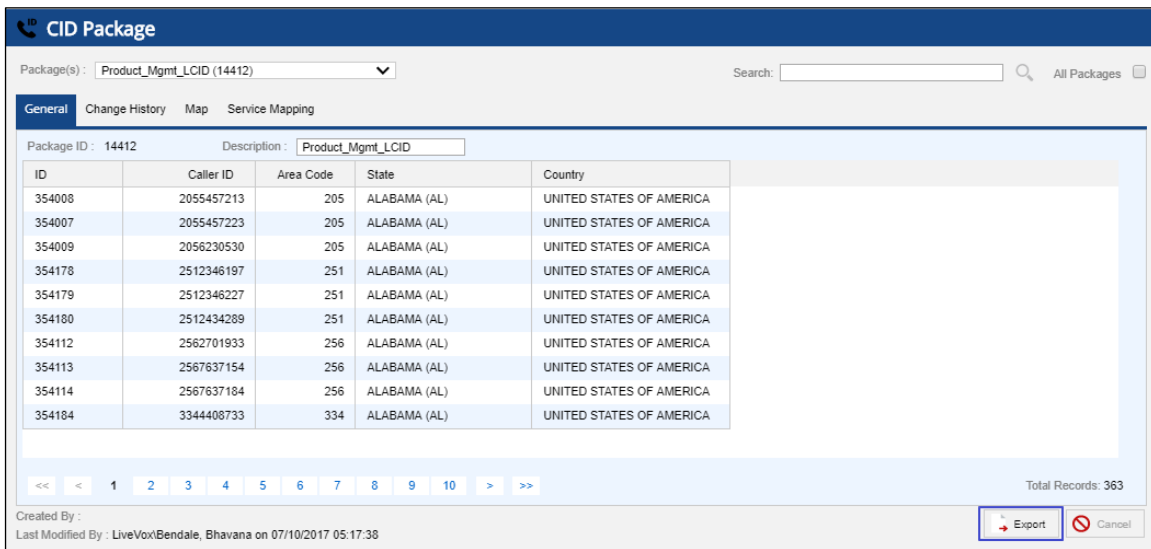 ID CID Package
Package(s) : Product_Mgmt_LCID (14412) Search: All Packages
General Change History Map Service Mapping
Package ID : 14412 Description : Product_Mgmt_LCID
ID Caller ID Area Code State Country
354008 2055457213 205 ALABAMA (AL) UNITED STATES OF AMERICA
354007 2055457223 205 ALABAMA (AL) UNITED STATES OF AMERICA
354009 2056230530 205 ALABAMA (AL) UNITED STATES OF AMERICA
354178 2512346197 251 ALABAMA (AL) UNITED STATES OF AMERICA
354179 2512346227 251 ALABAMA (AL) UNITED STATES OF AMERICA
354180 2512434289 251 ALABAMA (AL) UNITED STATES OF AMERICA
354112 2562701933 256 ALABAMA (AL) UNITED STATES OF AMERICA
354113 2567637154 256 ALABAMA (AL) UNITED STATES OF AMERICA
354114 2567637184 256 ALABAMA (AL) UNITED STATES OF AMERICA
354184 3344408733 334 ALABAMA (AL) UNITED STATES OF AMERICA
<< < 1 2 3 4 5 6 7 8 9 10 > >> Total Records: 363
Created By :
Last Modified By : LiveVox\Bendale, Bhavana on 07/10/2017 05:17:38 Export Cancel